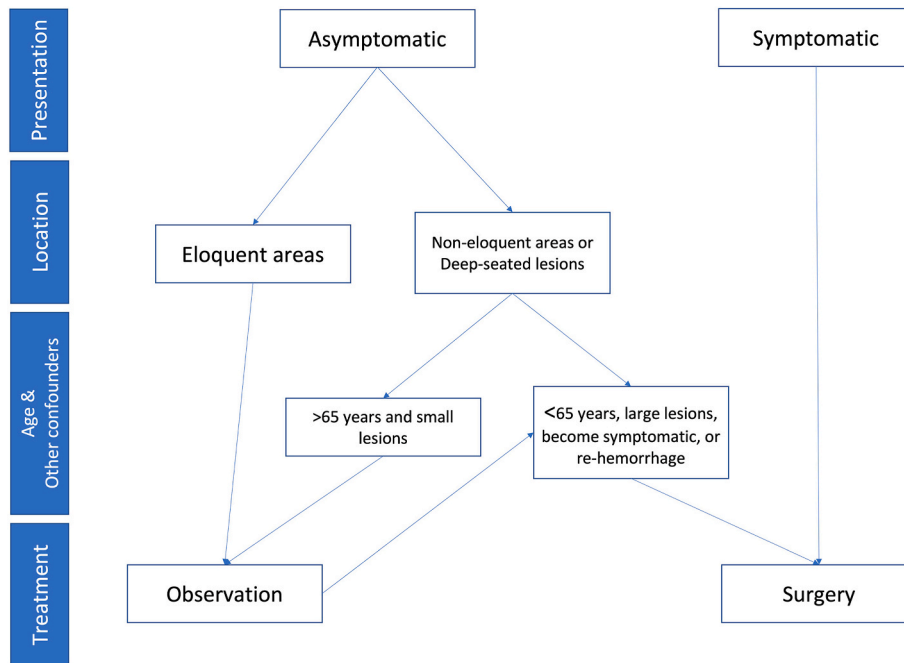 Presentation
Asymptomatic
Symptomatic
Location
Eloquent areas
Non-eloquent areas or
Deep-seated lesions
Age &
Other confounders
>65 years and small
lesions
<65 years, large lesions,
become symptomatic, or
re-hemorrhage
Treatment
Observation
Surgery